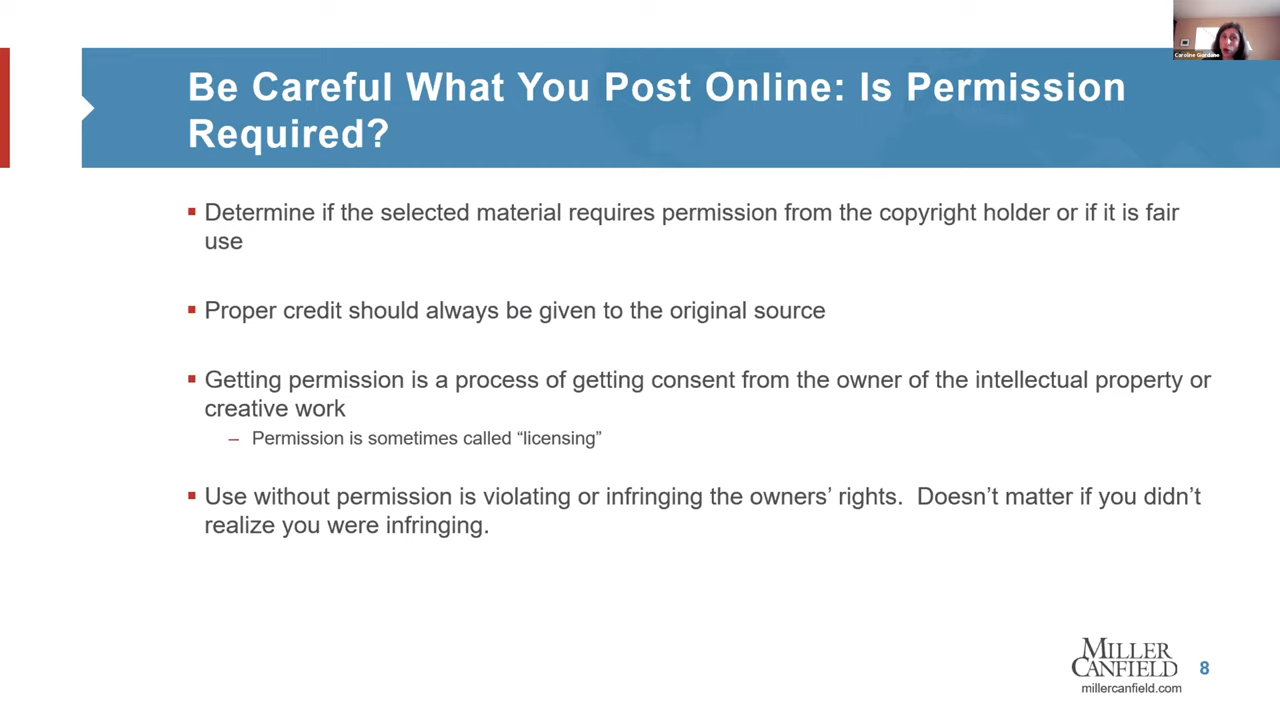 Caroline Giordano
Be Careful What You Post Online: Is Permission
Required?
Determine if the selected material requires permission from the copyright holder or if it is fair
use
Proper credit should always be given to the original source
Getting permission is a process of getting consent from the owner of the intellectual property or
creative work
– Permission is sometimes called “licensing”
Use without permission is violating or infringing the owners’ rights.  Doesn’t matter if you didn’t
realize you were infringing.
MILLER
CANFIELD
millercanfield.com
8